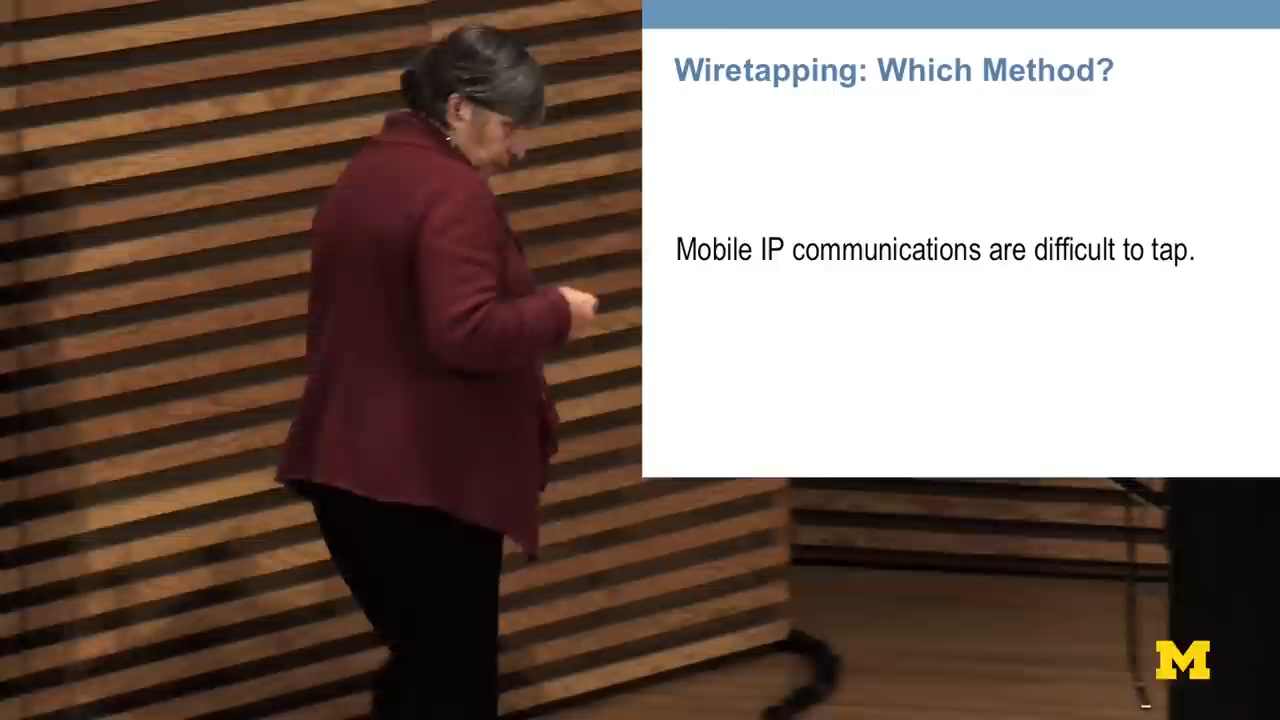 Wiretapping: Which Method?
Mobile IP communications are difficult to tap.
M